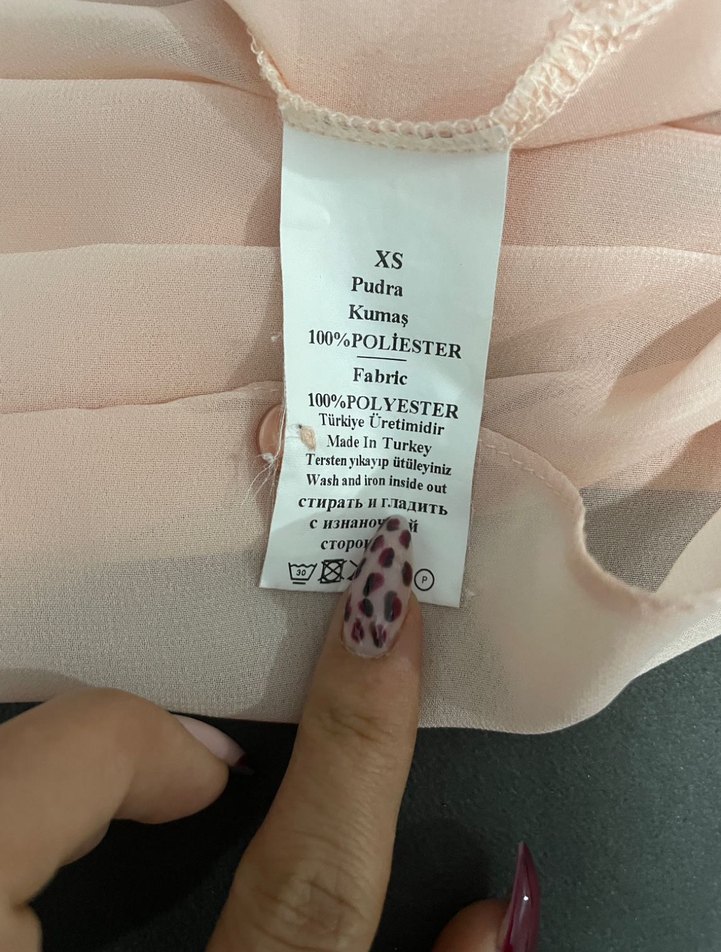 XS
Pudra
Kumaş
100%POLİESTER
Fabric
100%POLYESTER
Türkiye Üretimidir
Made In Turkey
Tersten yıkayıp ütüleyiniz
Wash and iron inside out
стирать и гладить
с
30
P